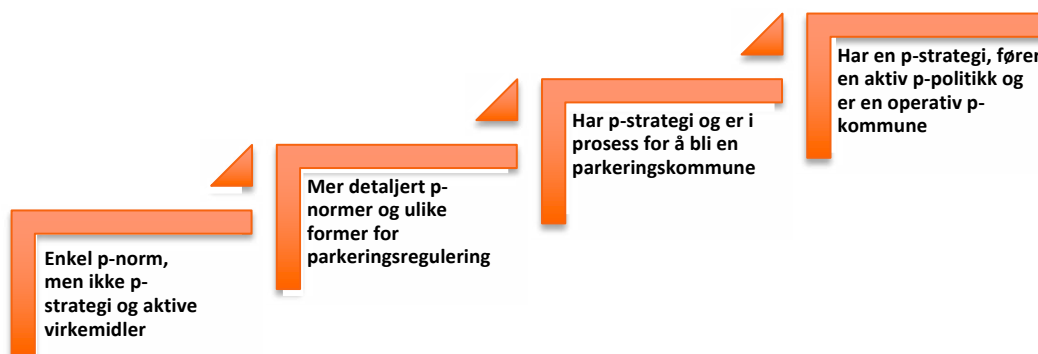 Enkel p-norm,
men ikke p-
strategi og aktive
virkemidler
Mer detaljert p-
normer og ulike
former for
parkeringsregulering
Har p-strategi og er i
prosess for å bli en
parkeringskommune
Har en p-strategi, fører
en aktiv p-politikk og
er en operativ p-
kommune